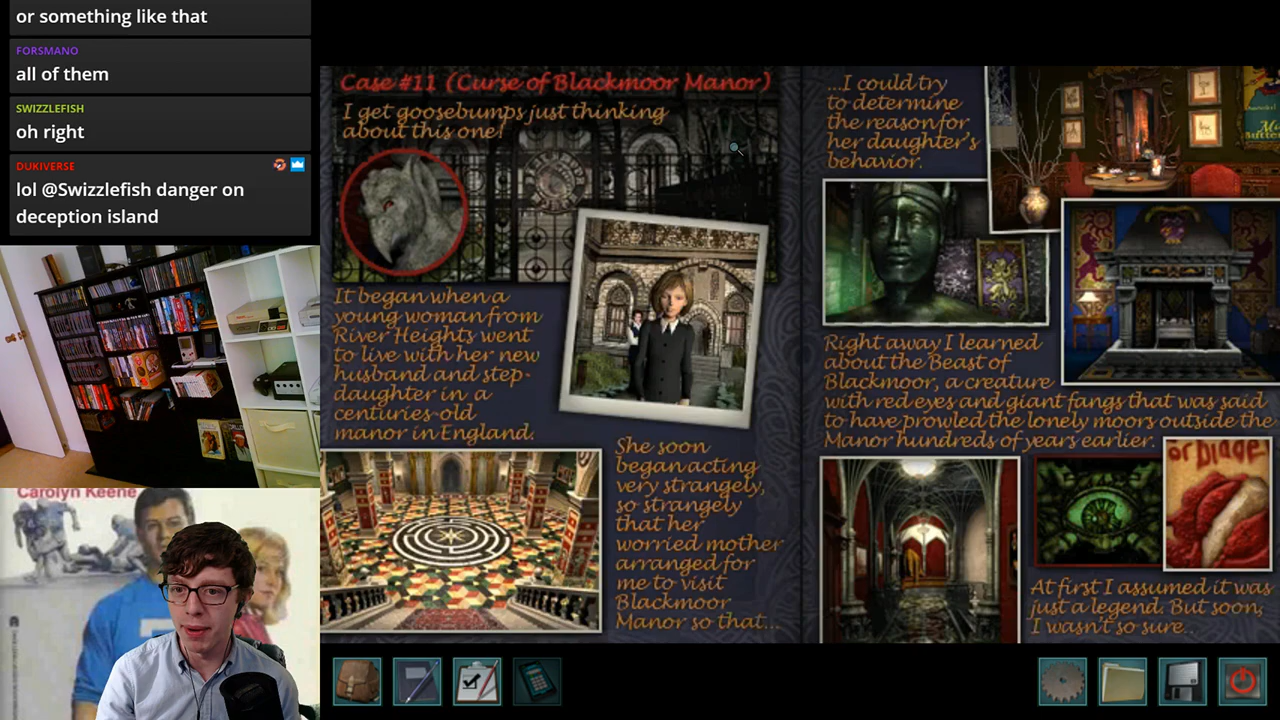 or something like that
FORSMANO
all of them
SWIZZLEFISH
oh right
DUKIVERSE
lol @Swizzlefish danger on
deception island
Carolyn Keene
Case #11 (Curse of Blackmoor Manor)
I get goosebumps just thinking
about this one!
It began when a
young woman from
River Heights went
to live with her new
husband and step-
daughter in a
centuries-old
manor in England.
She soon
began acting
very strangely,
so strangely
that her
worried mother
arranged for
me to visit
Blackmoor
Manor so that...
...I could try
to determine
the reason for
her daughter's
behavior.
Right away I learned
about the Beast of
Blackmoor, a creature
with red eyes and giant fangs that was said
to have prowled the lonely moors outside the
Manor hundreds of years earlier.
At first I assumed it was
just a legend. But soon,
I wasn't so sure..